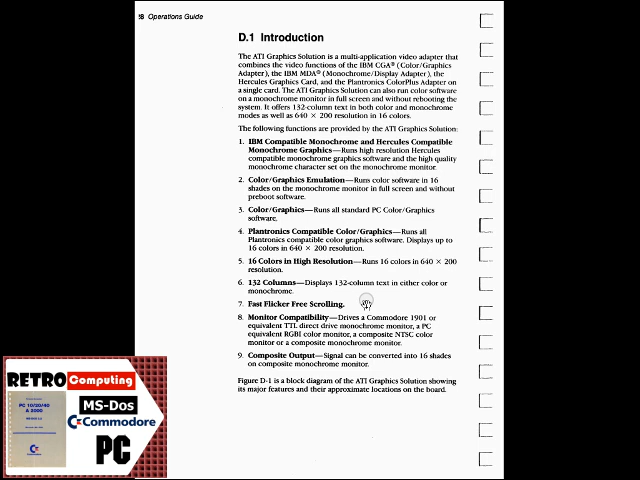 8 Operations Guide
D.1 Introduction
The ATI Graphics Solution is a multi-application video adapter that
combines the video functions of the IBM CGA® (Color/Graphics
Adapter), the IBM MDA® (Monochrome/Display Adapter), the
Hercules Graphics Card, and the Plantronics ColorPlus Adapter on
a single card. The ATI Graphics Solution can also run color software
on a monochrome monitor in full screen and without rebooting the
system. It offers 132-column text in both color and monochrome
modes as well as 640 × 200 resolution in 16 colors.
The following functions are provided by the ATI Graphics Solution:
1. IBM Compatible Monochrome and Hercules Compatible
Monochrome Graphics—Runs high resolution Hercules
compatible monochrome graphics software and the high quality
monochrome character set on the monochrome monitor.
2. Color/Graphics Emulation—Runs color software in 16
shades on the monochrome monitor in full screen and without
preboot software.
3. Color/Graphics—Runs all standard PC Color/Graphics
software.
4. Plantronics Compatible Color/Graphics—Runs all
Plantronics compatible color graphics software. Displays up to
16 colors in 640 × 200 resolution.
5. 16 Colors in High Resolution—Runs 16 colors in 640 × 200
resolution.
6. 132 Columns—Displays 132-column text in either color or
monochrome.
7. Fast Flicker Free Scrolling.
8. Monitor Compatibility—Drives a Commodore 1901 or
equivalent TTL direct drive monochrome monitor, a PC
equivalent RGBI color monitor, a composite NTSC color
monitor or a composite monochrome monitor.
9. Composite Output—Signal can be converted into 16 shades
on composite monochrome monitor.
Figure D-1 is a block diagram of the ATI Graphics Solution showing
its major features and their approximate locations on the board.
RETRO Computing
MS-Dos
Commodore
PC
PC 10/20/40
A 2000
Commodore